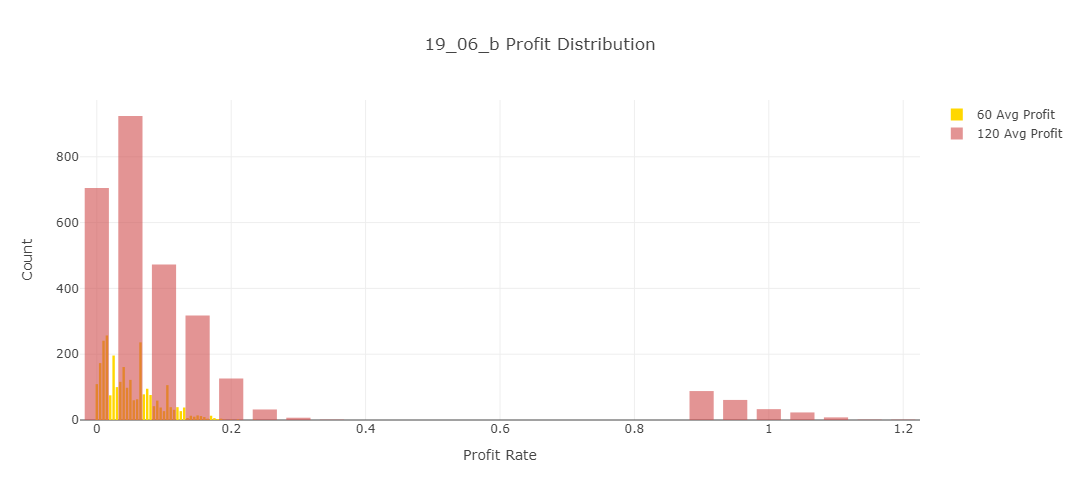 19_06_b Profit Distribution
60 Avg Profit
120 Avg Profit
Count
800
600
400
200
0
0 0.2 0.4 0.6 0.8 1 1.2
Profit Rate